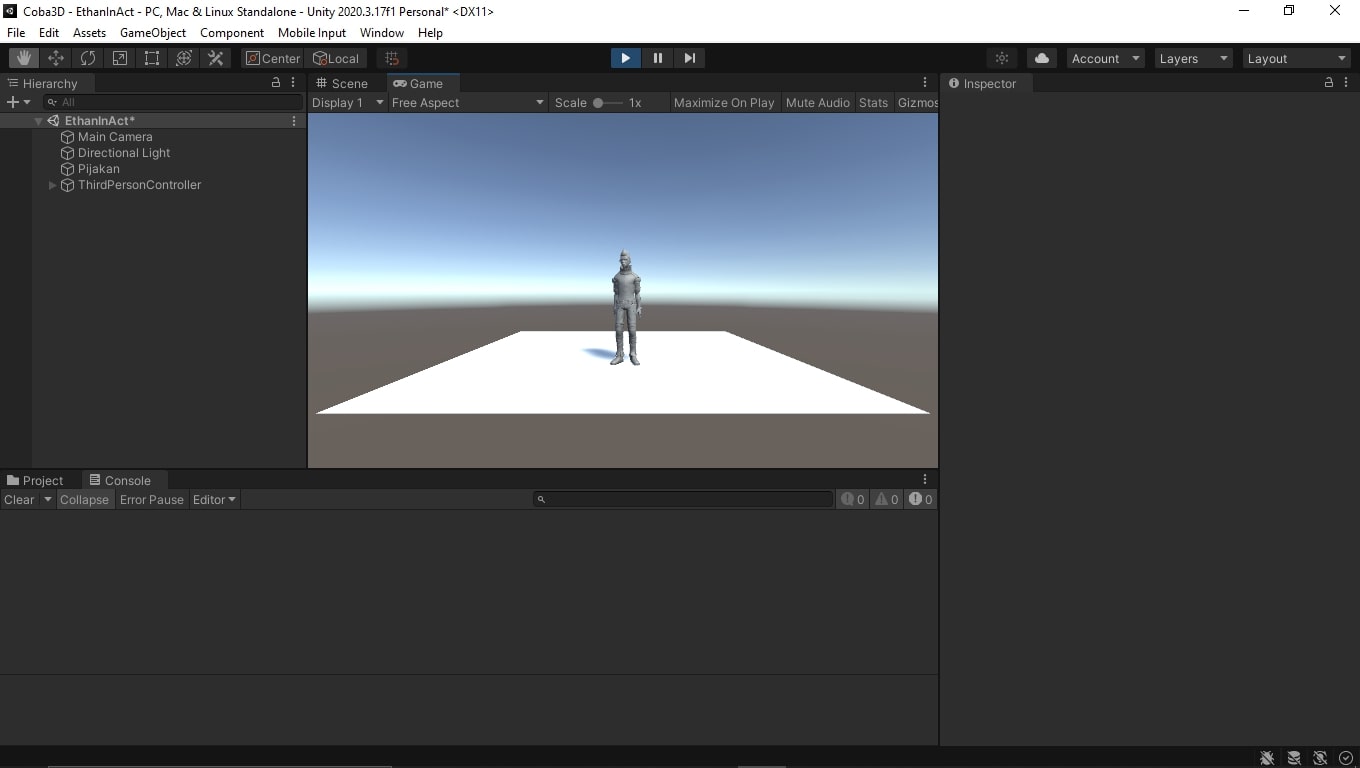 Coba3D - EthanInAct - PC, Mac & Linux Standalone - Unity 2020.3.17f1 Personal* <DX11>
File Edit Assets GameObject Component Mobile Input Window Help
Center Local Account Layers Layout
Hierarchy
All
EthanInAct*
Main Camera
Directional Light
Pijakan
ThirdPersonController
Scene Game
Display 1 Free Aspect Scale 1x Maximize On Play Mute Audio Stats Gizmos
Inspector
Project Console
Clear Collapse Error Pause Editor 0 0 0